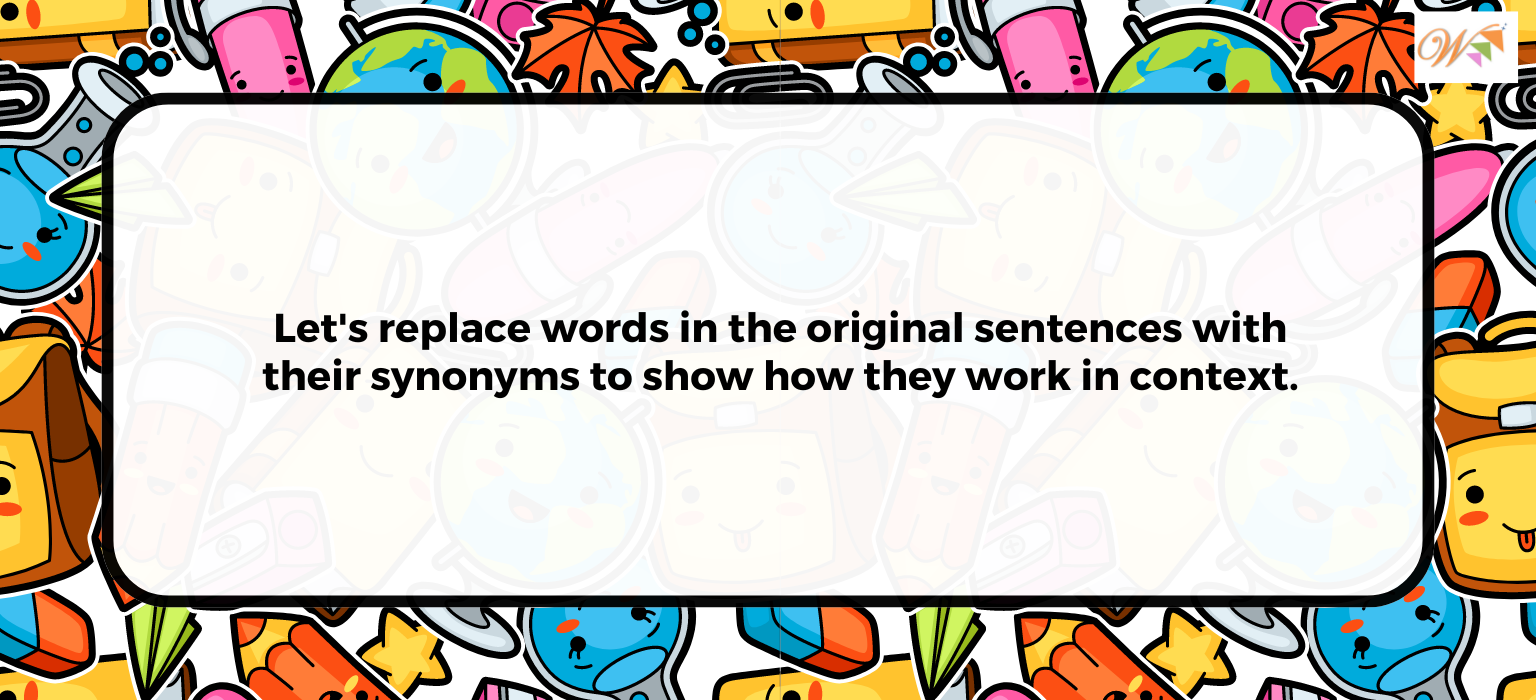 Let's replace words in the original sentences with
their synonyms to show how they work in context.
W